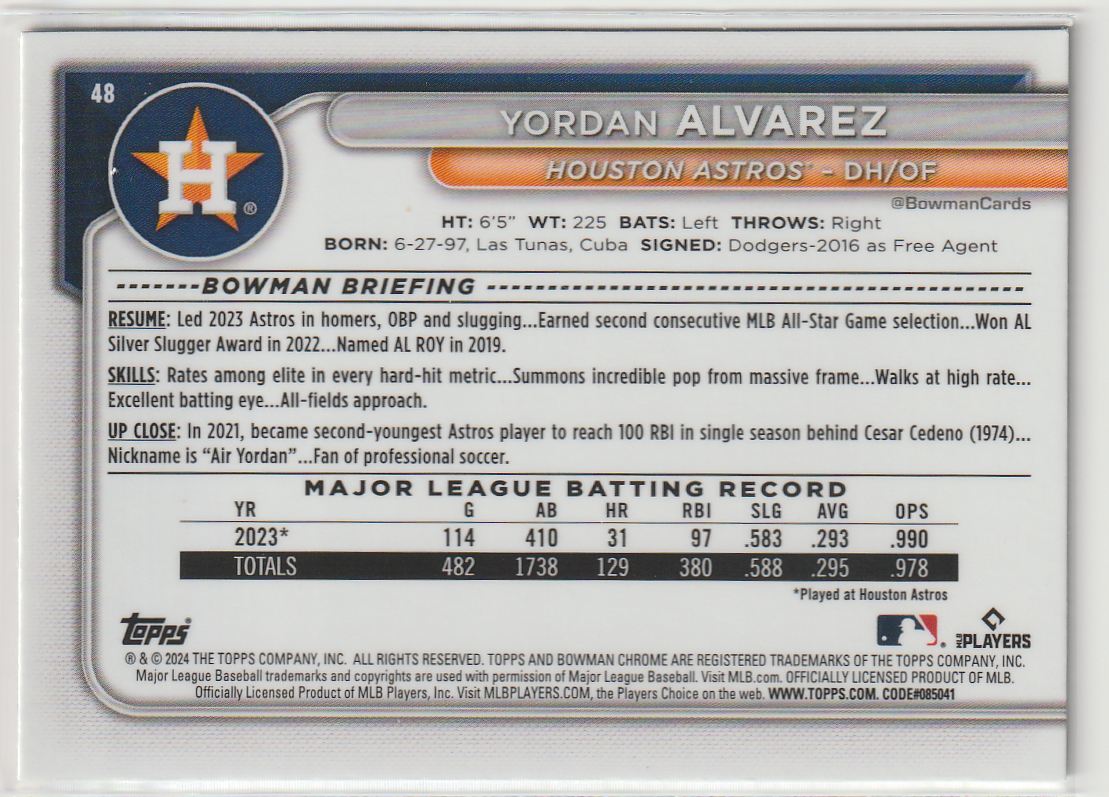 48
H
®
YORDAN ALVAREZ
HOUSTON ASTROS® – DH/OF
@BowmanCards
HT: 6'5" WT: 225 BATS: Left THROWS: Right
BORN: 6-27-97, Las Tunas, Cuba SIGNED: Dodgers-2016 as Free Agent
BOWMAN BRIEFING
RESUME: Led 2023 Astros in homers, OBP and slugging...Earned second consecutive MLB All-Star Game selection...Won AL
Silver Slugger Award in 2022...Named AL ROY in 2019.
SKILLS: Rates among elite in every hard-hit metric...Summons incredible pop from massive frame...Walks at high rate...
Excellent batting eye...All-fields approach.
UP CLOSE: In 2021, became second-youngest Astros player to reach 100 RBI in single season behind Cesar Cedeno (1974)...
Nickname is "Air Yordan"...Fan of professional soccer.
MAJOR LEAGUE BATTING RECORD
YR G AB HR RBI SLG AVG OPS
2023* 114 410 31 97 .583 .293 .990
TOTALS 482 1738 129 380 .588 .295 .978
*Played at Houston Astros
Topps®
MLB PLAYERS
® & © 2024 THE TOPPS COMPANY, INC. ALL RIGHTS RESERVED. TOPPS AND BOWMAN CHROME ARE REGISTERED TRADEMARKS OF THE TOPPS COMPANY, INC.
Major League Baseball trademarks and copyrights are used with permission of Major League Baseball. Visit MLB.com. OFFICIALLY LICENSED PRODUCT OF MLB.
Officially Licensed Product of MLB Players, Inc. Visit MLBPLAYERS.COM, the Players Choice on the web. WWW.TOPPS.COM. CODE#085041